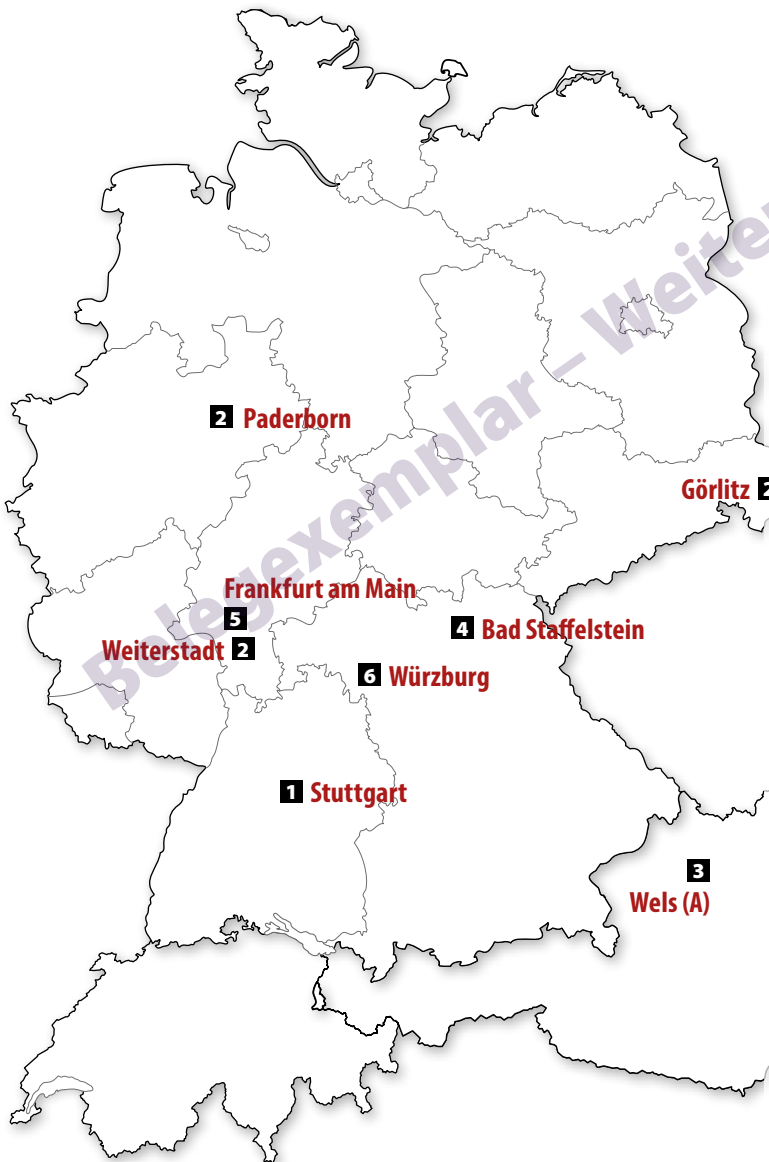 Belegexemplar – Weiter
2 Paderborn
Görlitz 2
Frankfurt am Main
5
4 Bad Staffelstein
Weiterstadt 2
6 Würzburg
1 Stuttgart
3
Wels (A)